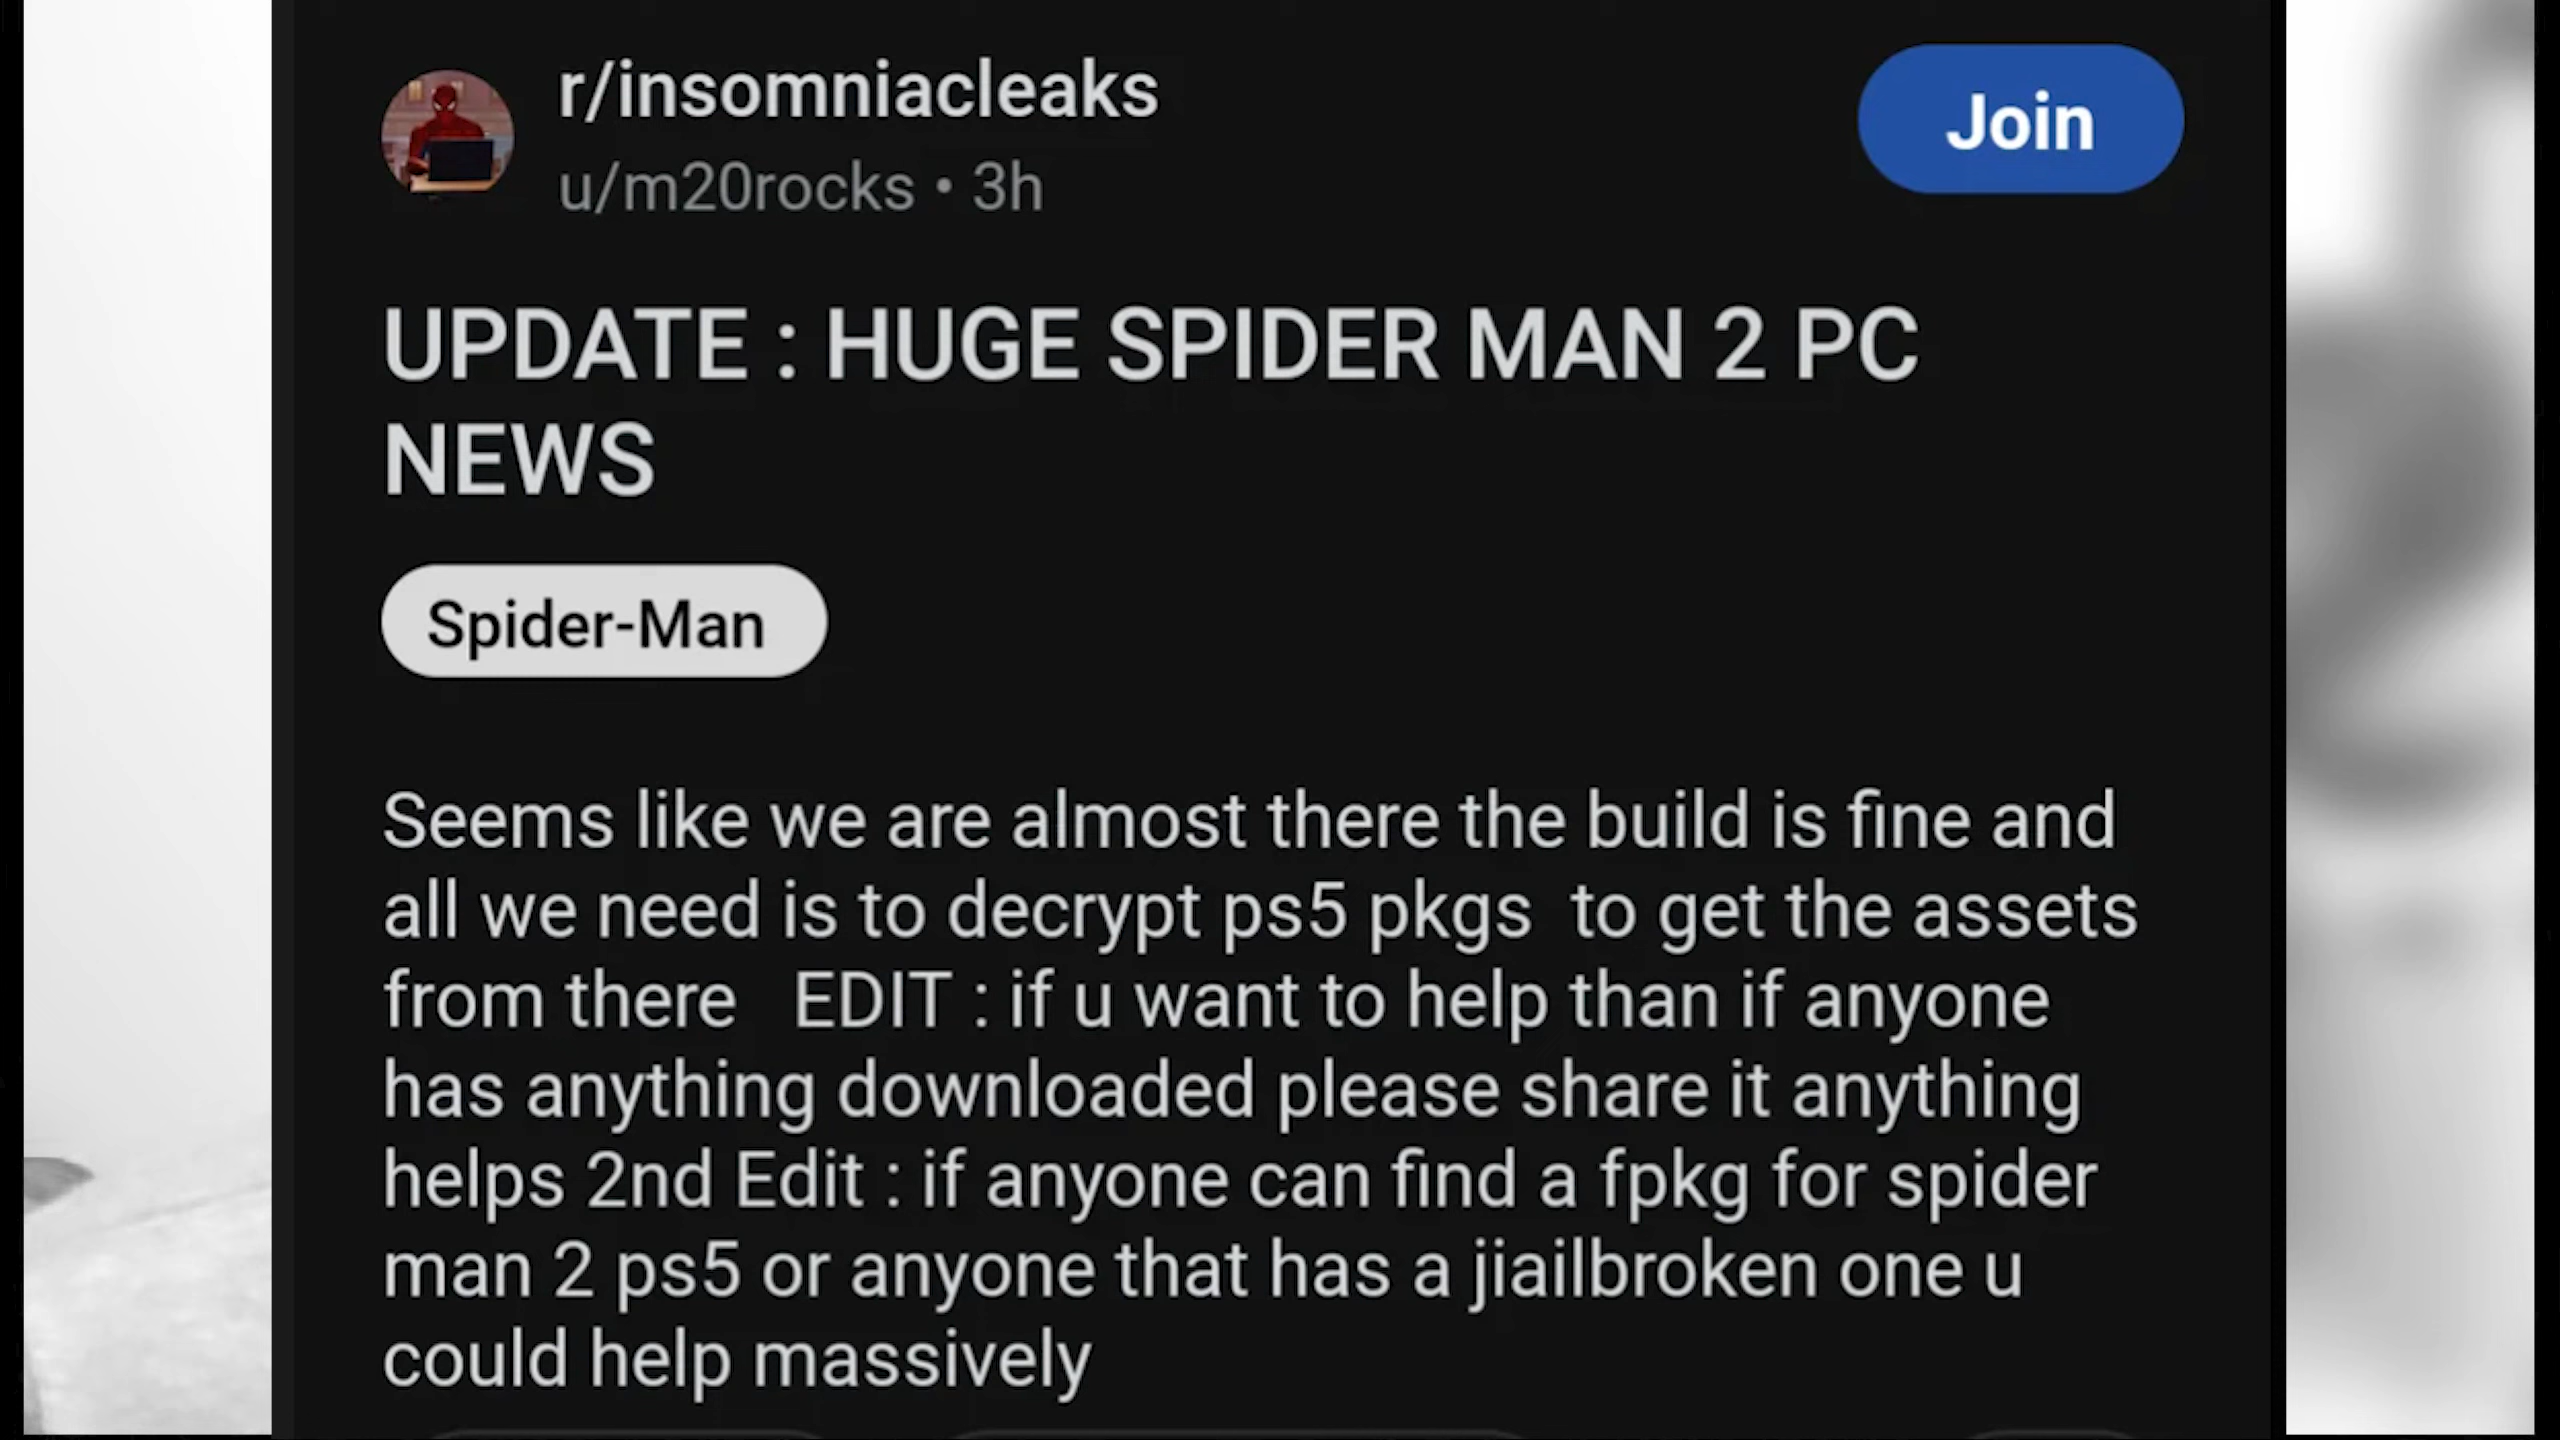 r/insomniacleaks
Join
u/m20rocks • 3h
UPDATE : HUGE SPIDER MAN 2 PC
NEWS
Spider-Man
Seems like we are almost there the build is fine and
all we need is to decrypt ps5 pkgs  to get the assets
from there   EDIT : if u want to help than if anyone
has anything downloaded please share it anything
helps 2nd Edit : if anyone can find a fpkg for spider
man 2 ps5 or anyone that has a jiailbroken one u
could help massively